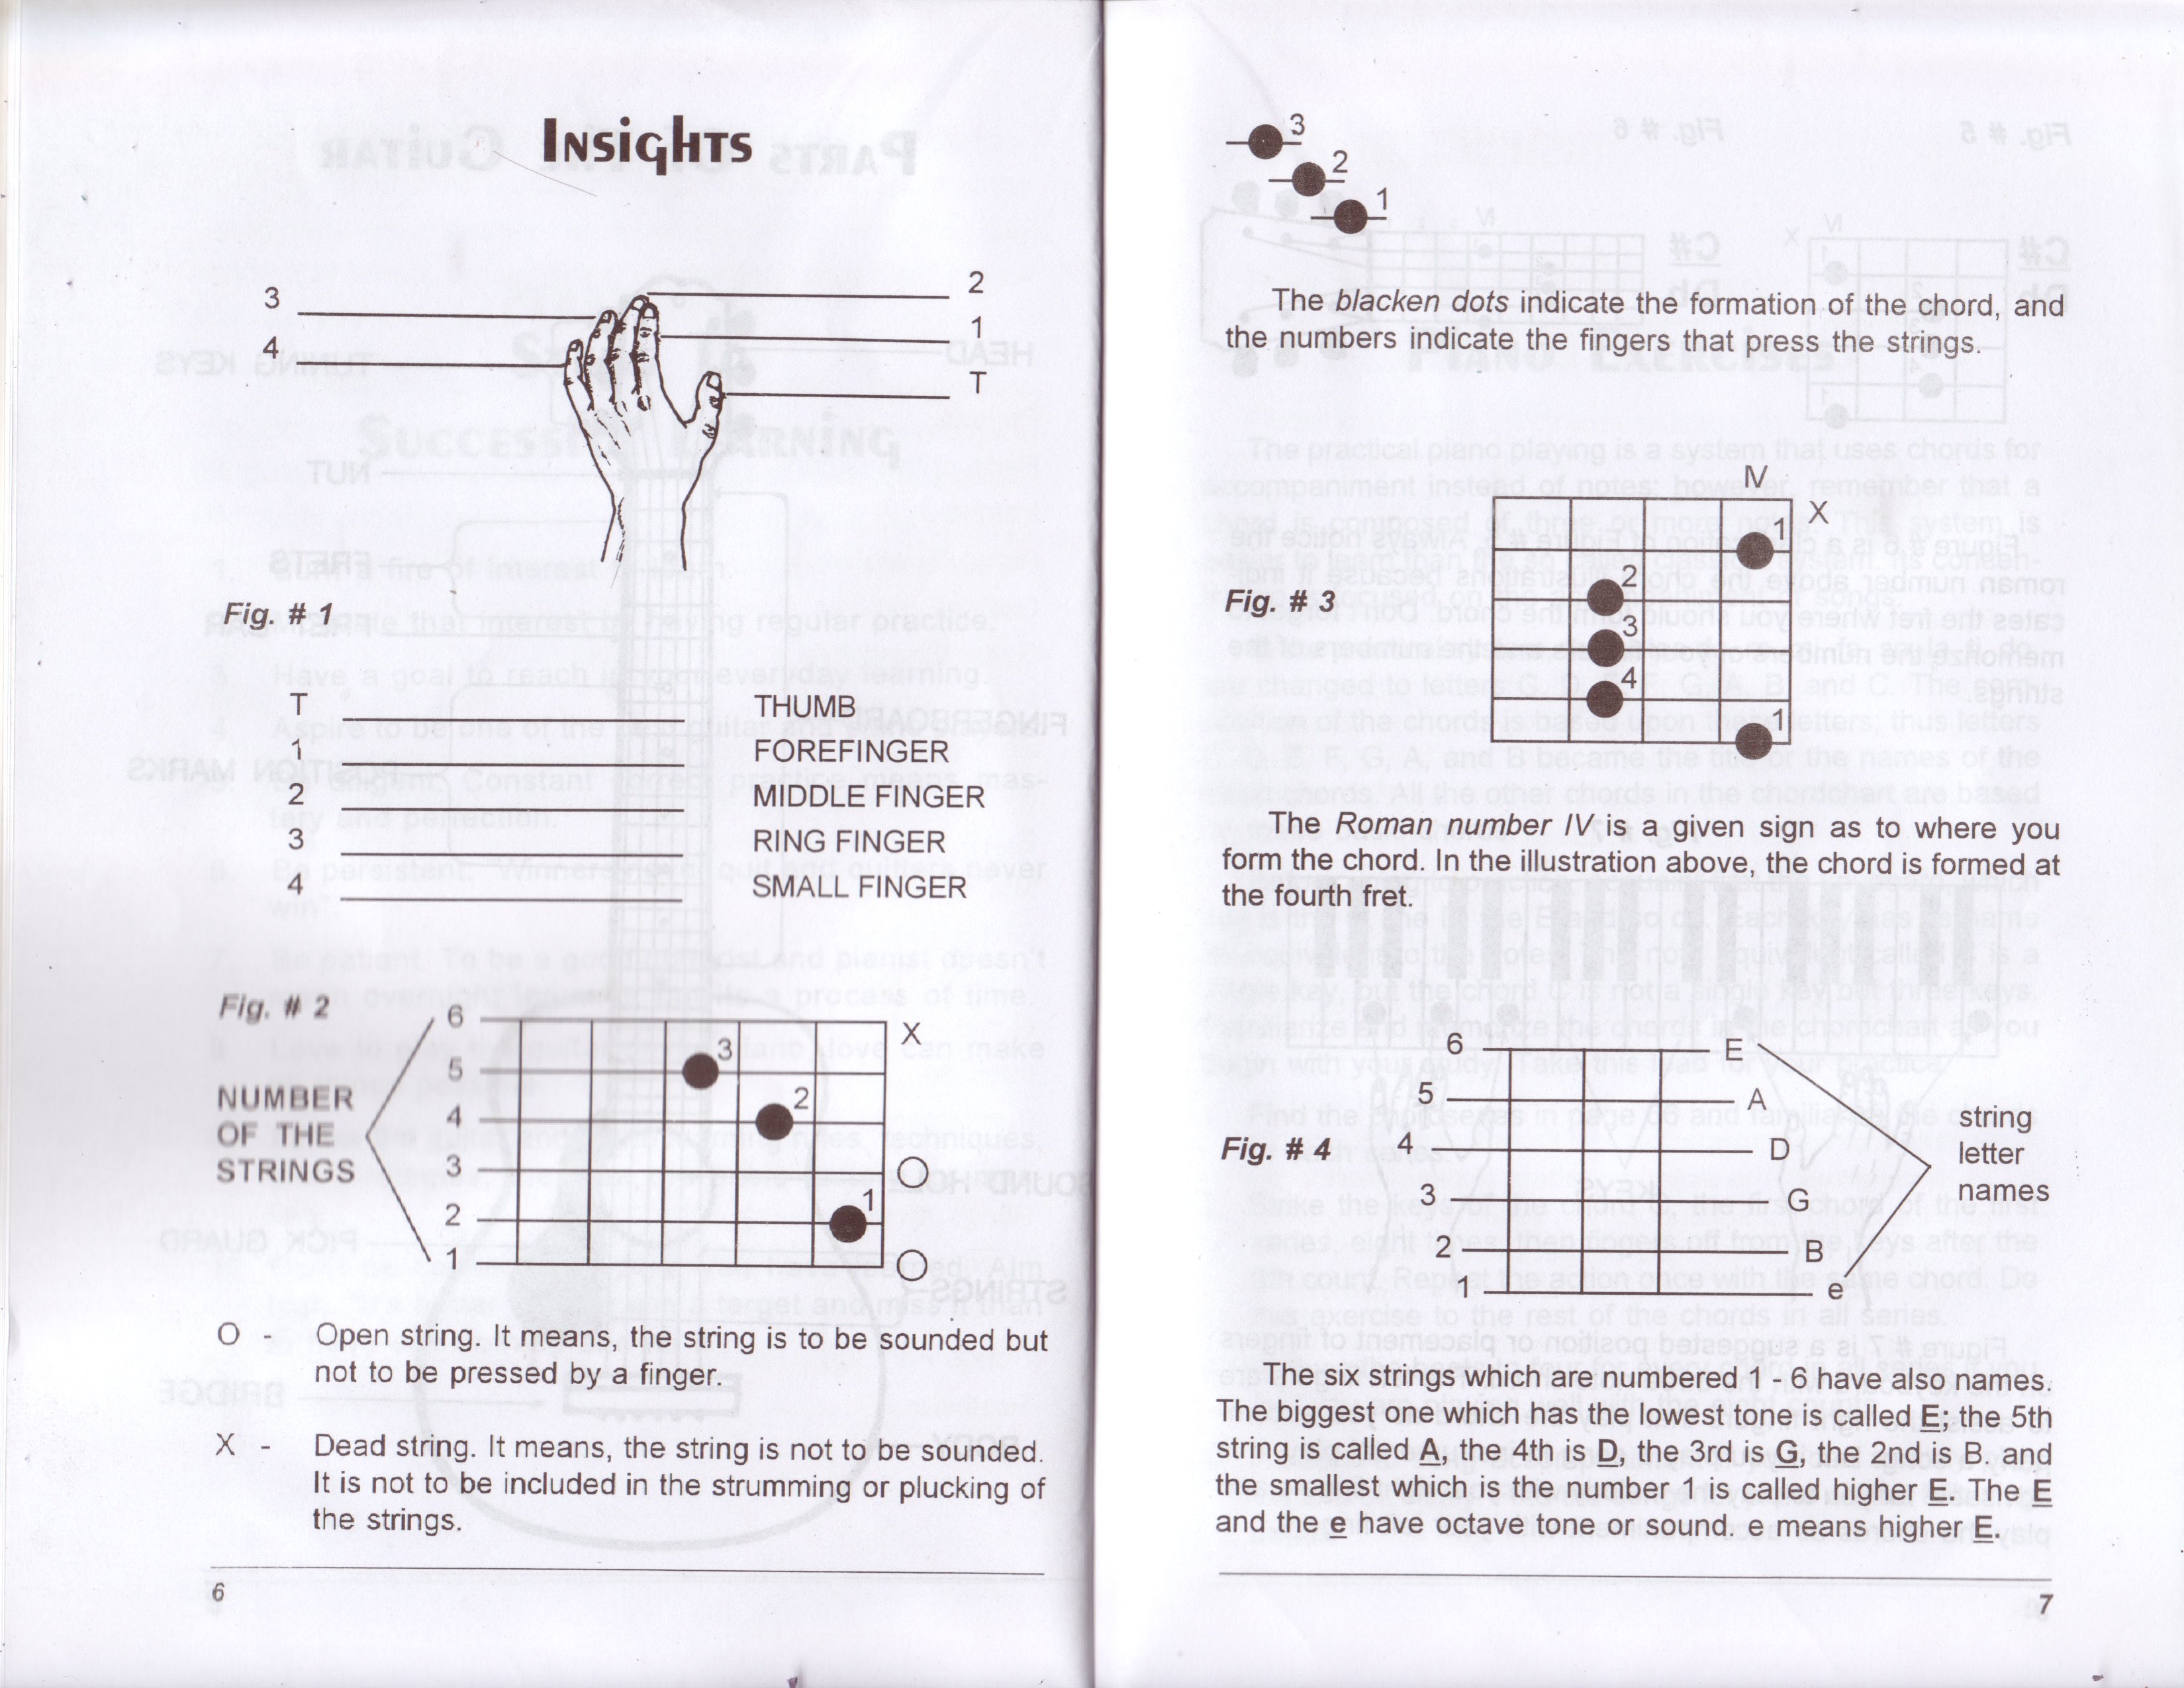 Insights
3
2
4
1
T
Fig. # 1
T THUMB
1 FOREFINGER
2 MIDDLE FINGER
3 RING FINGER
4 SMALL FINGER
Fig. # 2
NUMBER
OF THE
STRINGS
6 X
5 3
4 2
3
2 1
1
O - Open string. It means, the string is to be sounded but
not to be pressed by a finger.
X - Dead string. It means, the string is not to be sounded.
It is not to be included in the strumming or plucking of
the strings.
6
3
2
1
The blacken dots indicate the formation of the chord, and
the numbers indicate the fingers that press the strings.
IV
X
1
2
Fig. # 3
3
4
1
The Roman number IV is a given sign as to where you
form the chord. In the illustration above, the chord is formed at
the fourth fret.
6 E
5 A
Fig. # 4
4 D
3 G
2 B
1 e
string
letter
names
The six strings which are numbered 1 - 6 have also names.
The biggest one which has the lowest tone is called E; the 5th
string is called A, the 4th is D, the 3rd is G, the 2nd is B. and
the smallest which is the number 1 is called higher E. The E
and the e have octave tone or sound. e means higher E.
7